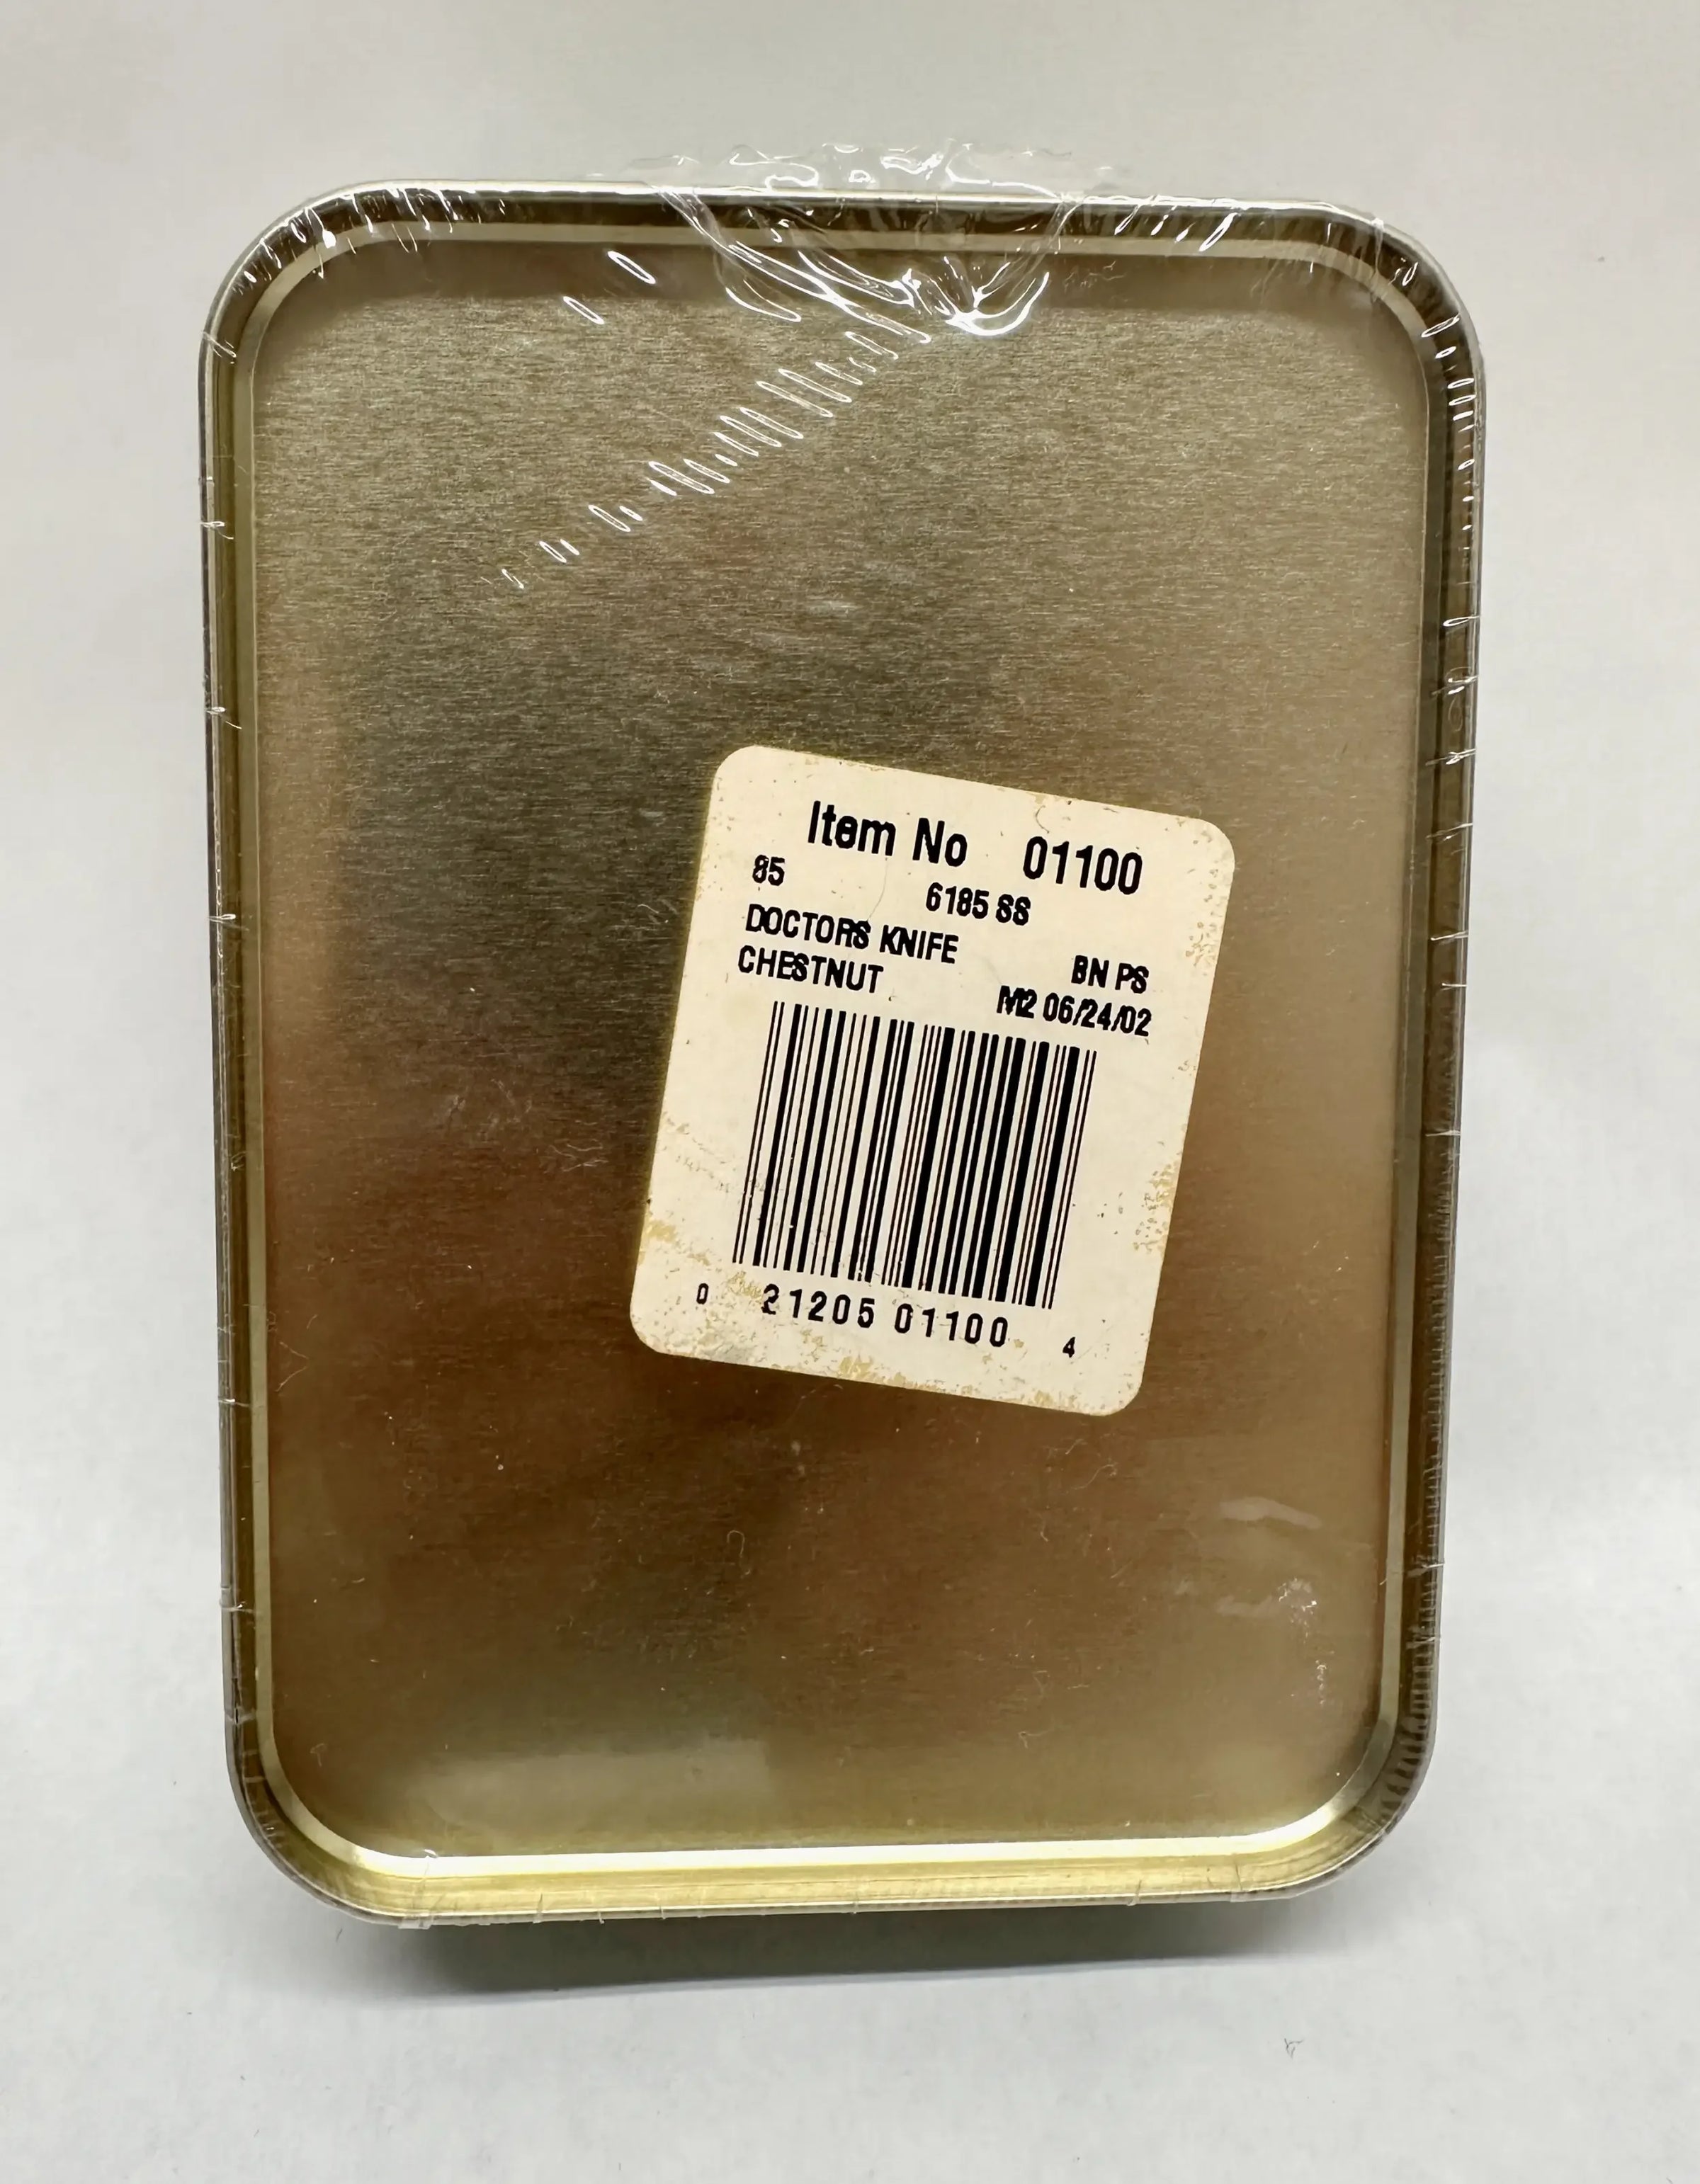 Item No 01100
85
6185 SS
DOCTORS KNIFE
BN PS
CHESTNUT
M2 06/24/02
0 21205 01100 4